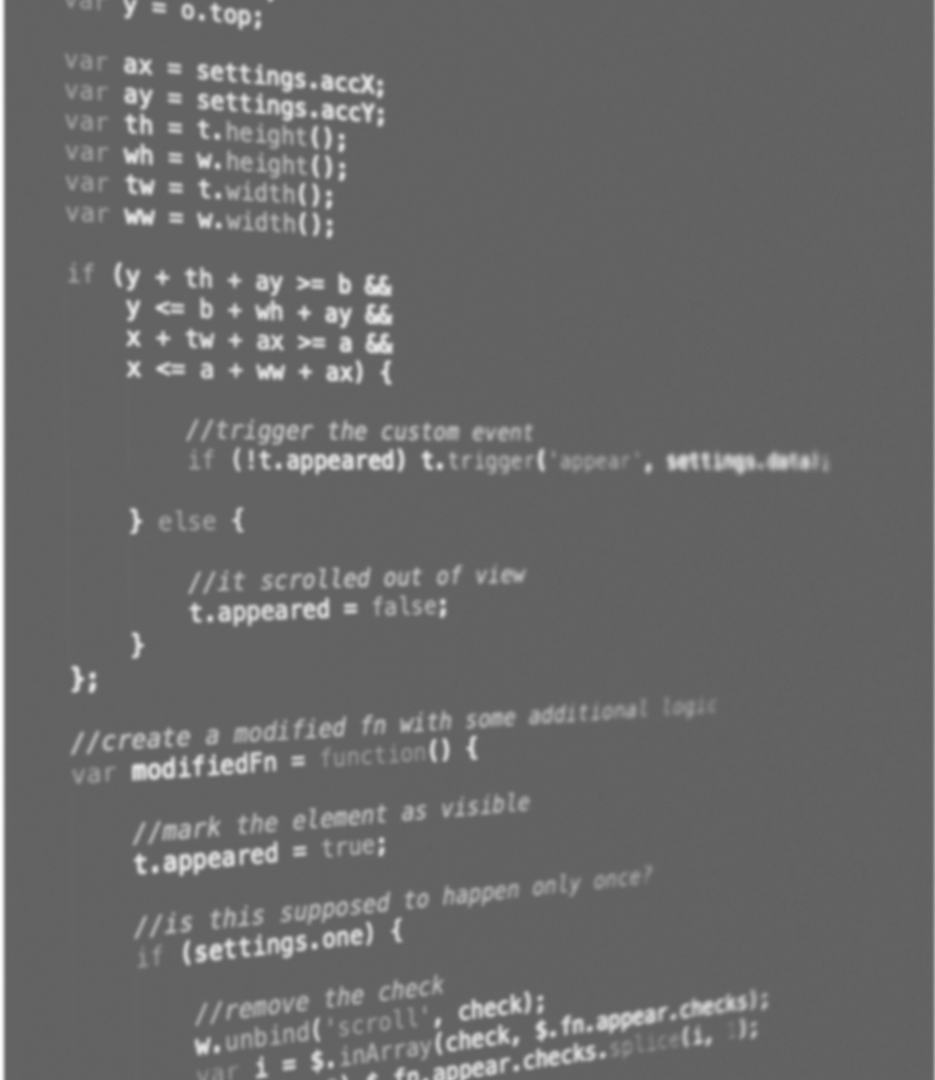 var y = o.top;
var ax = settings.accX;
var ay = settings.accY;
var th = t.height();
var wh = w.height();
var tw = t.width();
var ww = w.width();
if (y + th + ay >= b &&
y <= b + wh + ay &&
x + tw + ax >= a &&
x <= a + ww + ax) {
//trigger the custom event
if (!t.appeared) t.trigger('appear', settings.data);
} else {
//it scrolled out of view
t.appeared = false;
}
};
//create a modified fn with some additional logic
var modifiedFn = function() {
//mark the element as visible
t.appeared = true;
//is this supposed to happen only once?
if (settings.one) {
//remove the check
w.unbind('scroll', check);
var i = $.inArray(check, $.fn.appear.checks);
$.fn.appear.checks.splice(i, 1);